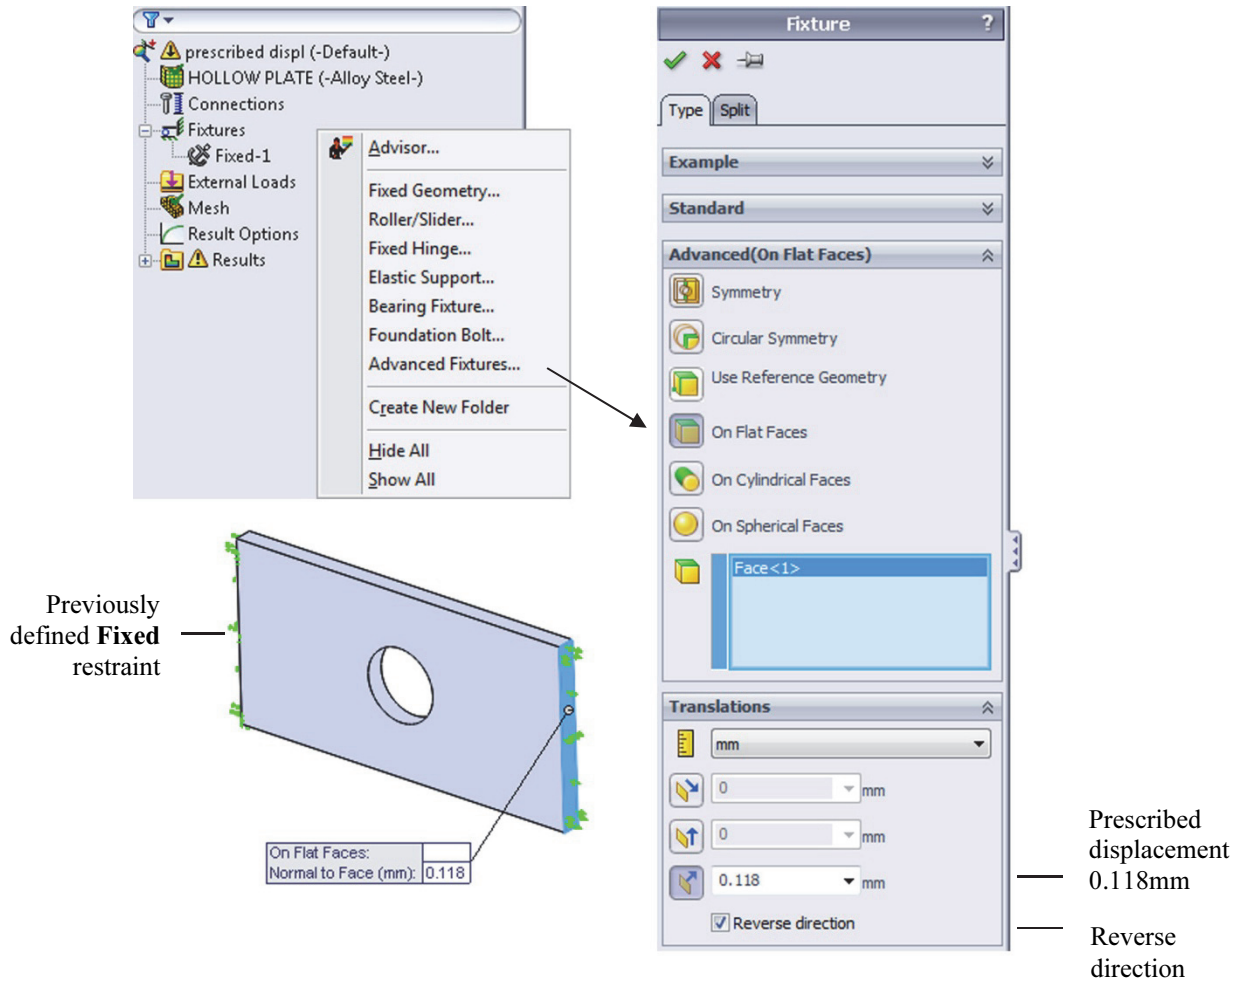 prescribed displ (-Default-)
HOLLOW PLATE (-Alloy Steel-)
Connections
Fixtures
Fixed-1
External Loads
Mesh
Result Options
Results
Advisor...
Fixed Geometry...
Roller/Slider...
Fixed Hinge...
Elastic Support...
Bearing Fixture...
Foundation Bolt...
Advanced Fixtures...
Create New Folder
Hide All
Show All
Previously
defined Fixed
restraint
On Flat Faces:
Normal to Face (mm): 0.118
Fixture ?
Type Split
Example
Standard
Advanced(On Flat Faces)
Symmetry
Circular Symmetry
Use Reference Geometry
On Flat Faces
On Cylindrical Faces
On Spherical Faces
Face<1>
Translations
mm
0 mm
0 mm
0.118 mm
Reverse direction
Prescribed
displacement
0.118mm
Reverse
direction